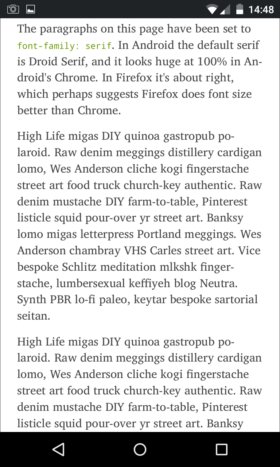 14:48
The paragraphs on this page have been set to
font-family: serif. In Android the default serif
is Droid Serif, and it looks huge at 100% in An-
droid's Chrome. In Firefox it's about right,
which perhaps suggests Firefox does font size
better than Chrome.
High Life migas DIY quinoa gastropub po-
laroid. Raw denim meggings distillery cardigan
lomo, Wes Anderson cliche kogi fingerstache
street art food truck church-key authentic. Raw
denim mustache DIY farm-to-table, Pinterest
listicle squid pour-over yr street art. Banksy
lomo migas letterpress Portland meggings. Wes
Anderson chambray VHS Carles street art. Vice
bespoke Schlitz meditation mlkshk finger-
stache, lumbersexual keffiyeh blog Neutra.
Synth PBR lo-fi paleo, keytar bespoke sartorial
seitan.
High Life migas DIY quinoa gastropub po-
laroid. Raw denim meggings distillery cardigan
lomo, Wes Anderson cliche kogi fingerstache
street art food truck church-key authentic. Raw
denim mustache DIY farm-to-table, Pinterest
listicle squid pour-over yr street art. Banksy